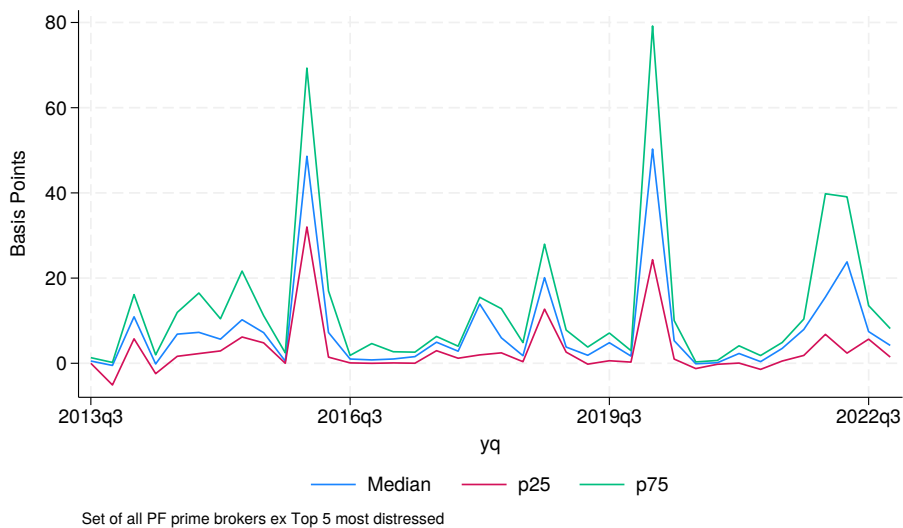 80
60
40
20
0
Basis Points
2013q3 2016q3 2019q3 2022q3
yq
Median p25 p75
Set of all PF prime brokers ex Top 5 most distressed